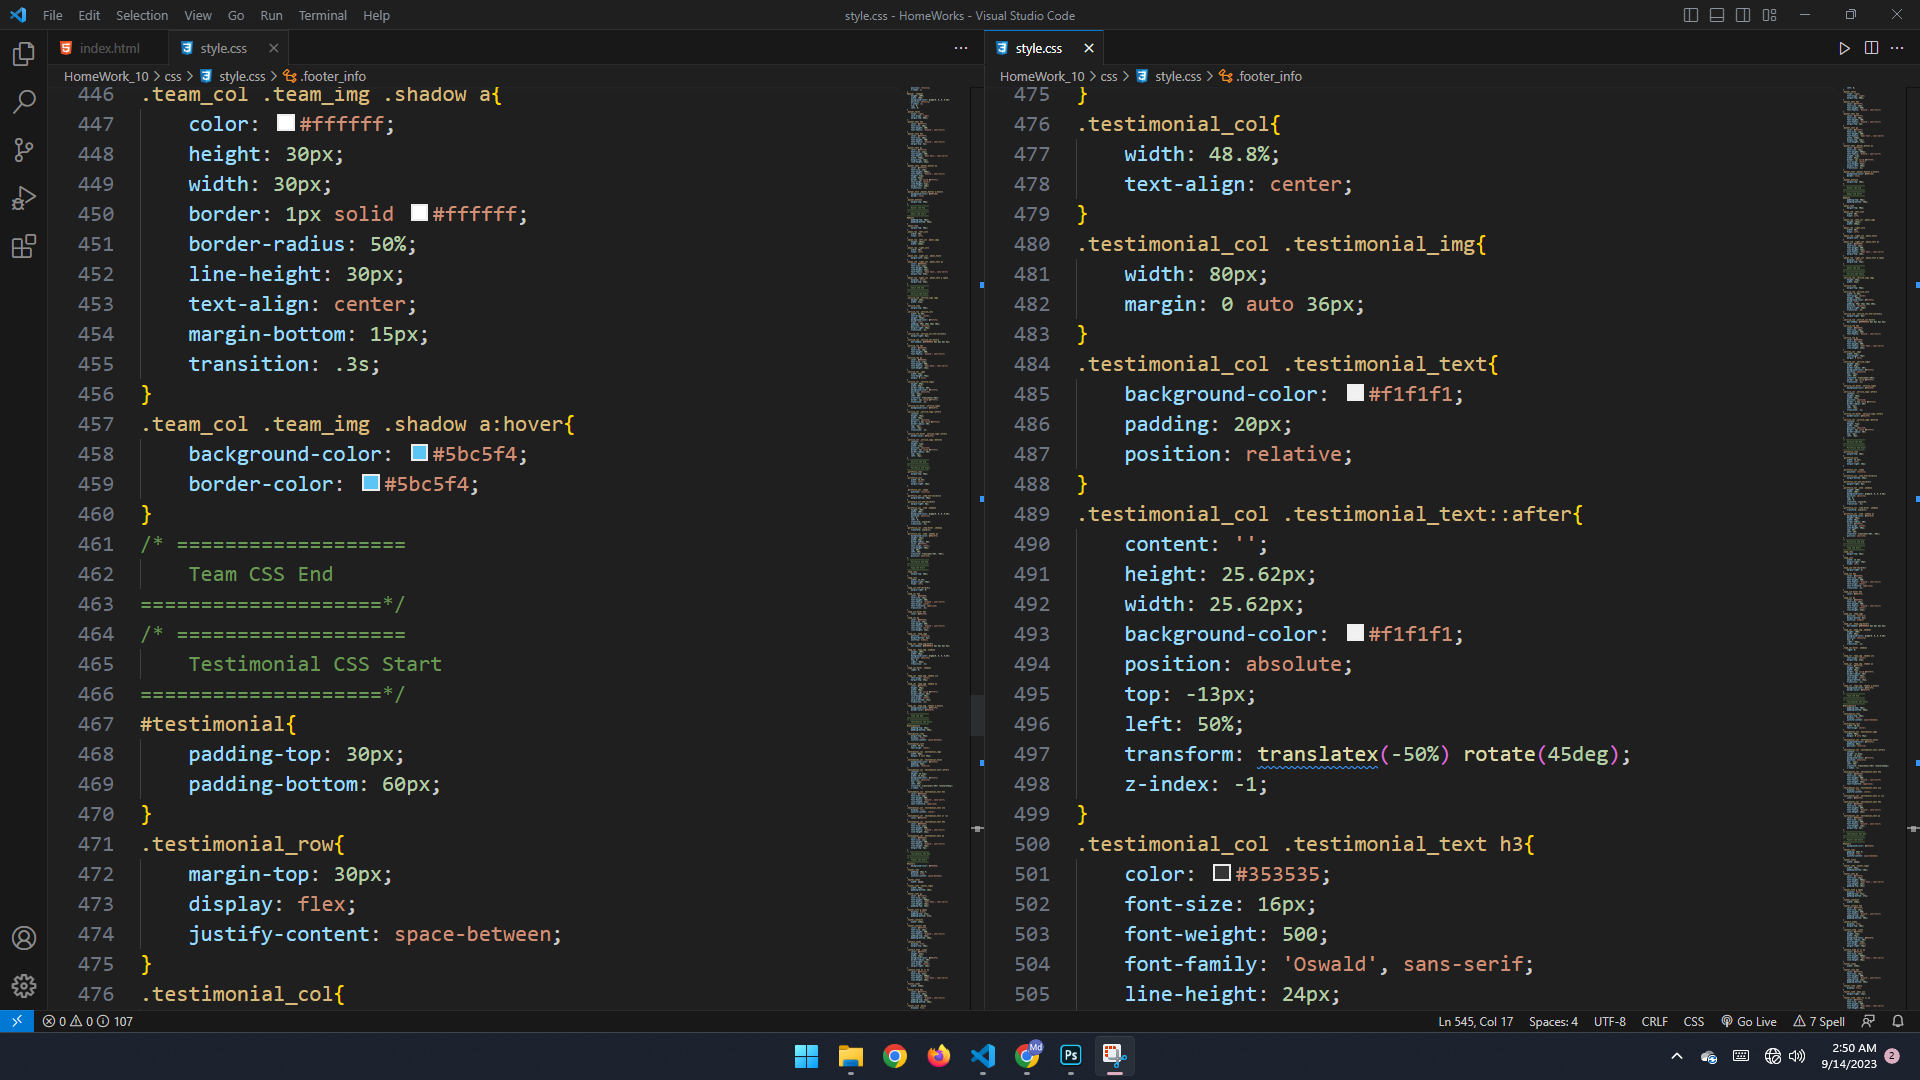 File Edit Selection View Go Run Terminal Help
style.css - HomeWorks - Visual Studio Code
index.html
style.css
HomeWork_10 > css > style.css > .footer_info
446 .team_col .team_img .shadow a{
447 color: #ffffff;
448 height: 30px;
449 width: 30px;
450 border: 1px solid #ffffff;
451 border-radius: 50%;
452 line-height: 30px;
453 text-align: center;
454 margin-bottom: 15px;
455 transition: .3s;
456 }
457 .team_col .team_img .shadow a:hover{
458 background-color: #5bc5f4;
459 border-color: #5bc5f4;
460 }
461 /* ===================
462 Team CSS End
463 ====================*/
464 /* ===================
465 Testimonial CSS Start
466 ====================*/
467 #testimonial{
468 padding-top: 30px;
469 padding-bottom: 60px;
470 }
471 .testimonial_row{
472 margin-top: 30px;
473 display: flex;
474 justify-content: space-between;
475 }
476 .testimonial_col{
style.css
HomeWork_10 > css > style.css > .footer_info
475 }
476 .testimonial_col{
477 width: 48.8%;
478 text-align: center;
479 }
480 .testimonial_col .testimonial_img{
481 width: 80px;
482 margin: 0 auto 36px;
483 }
484 .testimonial_col .testimonial_text{
485 background-color: #f1f1f1;
486 padding: 20px;
487 position: relative;
488 }
489 .testimonial_col .testimonial_text::after{
490 content: '';
491 height: 25.62px;
492 width: 25.62px;
493 background-color: #f1f1f1;
494 position: absolute;
495 top: -13px;
496 left: 50%;
497 transform: translatex(-50%) rotate(45deg);
498 z-index: -1;
499 }
500 .testimonial_col .testimonial_text h3{
501 color: #353535;
502 font-size: 16px;
503 font-weight: 500;
504 font-family: 'Oswald', sans-serif;
505 line-height: 24px;
0 0 107
Ln 545, Col 17 Spaces: 4 UTF-8 CRLF CSS Go Live 7 Spell
Md
Ps
2:50 AM
9/14/2023
2